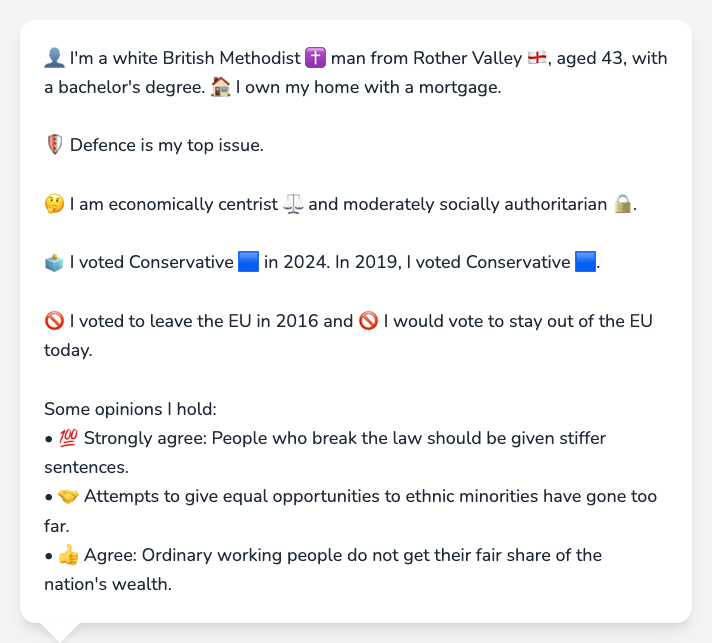 👤 I'm a white British Methodist ✝️ man from Rother Valley 🏴󠁧󠁢󠁥󠁮󠁧󠁿, aged 43, with
a bachelor's degree. 🏠 I own my home with a mortgage.
🛡️ Defence is my top issue.
🤔 I am economically centrist ⚖️ and moderately socially authoritarian 🔒.
🗳️ I voted Conservative 🟦 in 2024. In 2019, I voted Conservative 🟦.
🚫 I voted to leave the EU in 2016 and 🚫 I would vote to stay out of the EU
today.
Some opinions I hold:
• 💯 Strongly agree: People who break the law should be given stiffer
sentences.
• 🤝 Attempts to give equal opportunities to ethnic minorities have gone too
far.
• 👍 Agree: Ordinary working people do not get their fair share of the
nation's wealth.